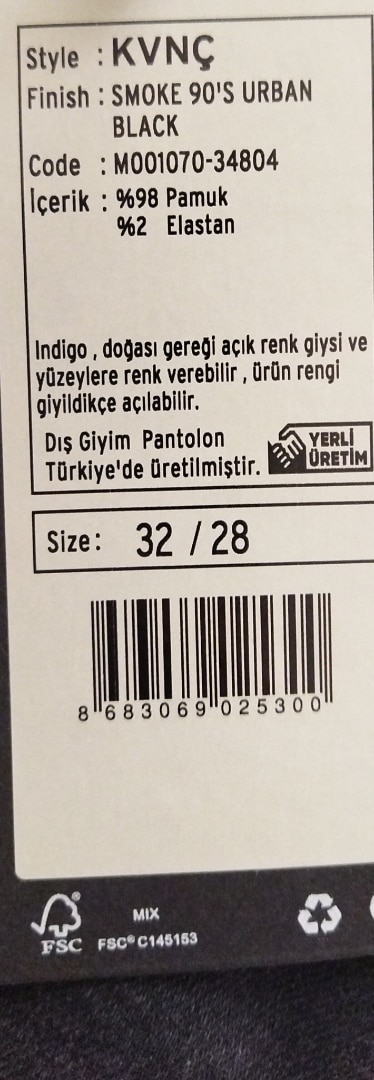 Style : KVNÇ
Finish : SMOKE 90'S URBAN
BLACK
Code : M001070-34804
İçerik : %98 Pamuk
%2 Elastan
Indigo , doğası gereği açık renk giysi ve
yüzeylere renk verebilir , ürün rengi
giyildikçe açılabilir.
Dış Giyim Pantolon
Türkiye'de üretilmiştir.
YERLİ
ÜRETİM
Size: 32 / 28
8 683069 025300
MIX
FSC FSC® C145153